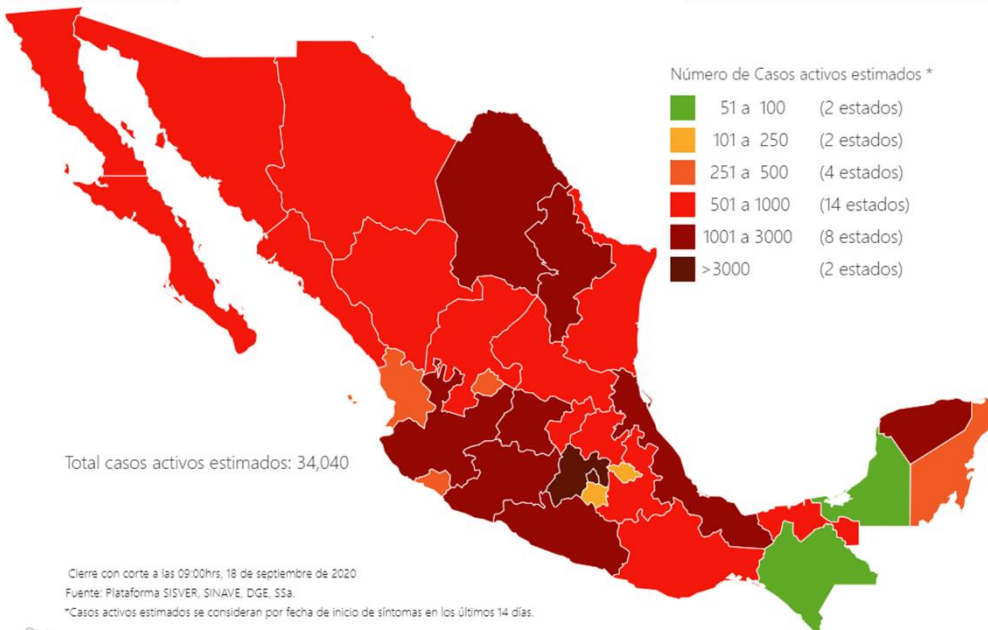 Número de Casos activos estimados *
51 a 100 (2 estados)
101 a 250 (2 estados)
251 a 500 (4 estados)
501 a 1000 (14 estados)
1001 a 3000 (8 estados)
>3000 (2 estados)
Total casos activos estimados: 34,040
Cierre con corte a las 09:00hrs, 18 de septiembre de 2020
Fuente: Plataforma SISVER, SINAVE, DGE, SSa.
*Casos activos estimados se consideran por fecha de inicio de síntomas en los últimos 14 días.